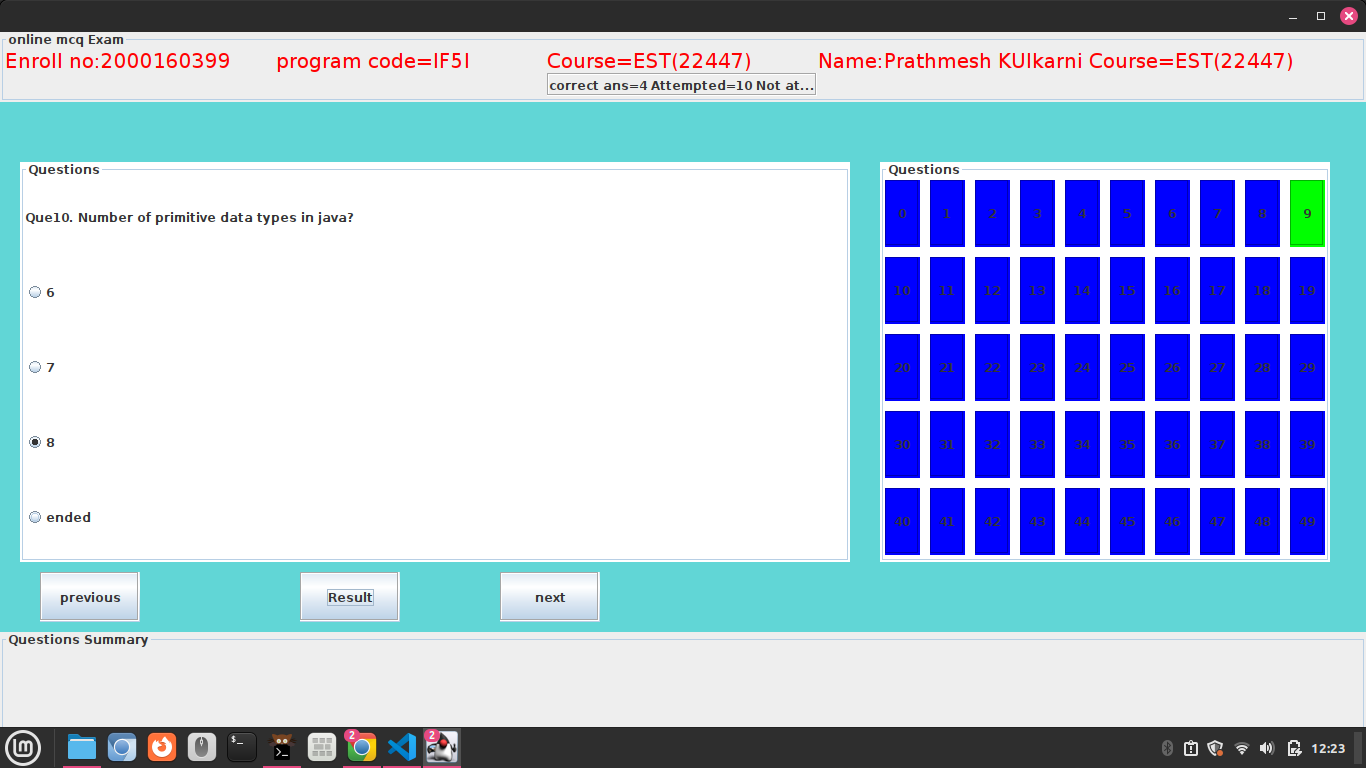 online mcq Exam
Enroll no:2000160399 program code=IF5I Course=EST(22447) Name:Prathmesh KUlkarni Course=EST(22447)
correct ans=4 Attempted=10 Not at...
Questions
Que10. Number of primitive data types in java?
6
7
8
ended
Questions
0 1 2 3 4 5 6 7 8 9
10 11 12 13 14 15 16 17 18 19
20 21 22 23 24 25 26 27 28 29
30 31 32 33 34 35 36 37 38 39
40 41 42 43 44 45 46 47 48 49
previous Result next
Questions Summary
$_ >_ 2 2 12:23